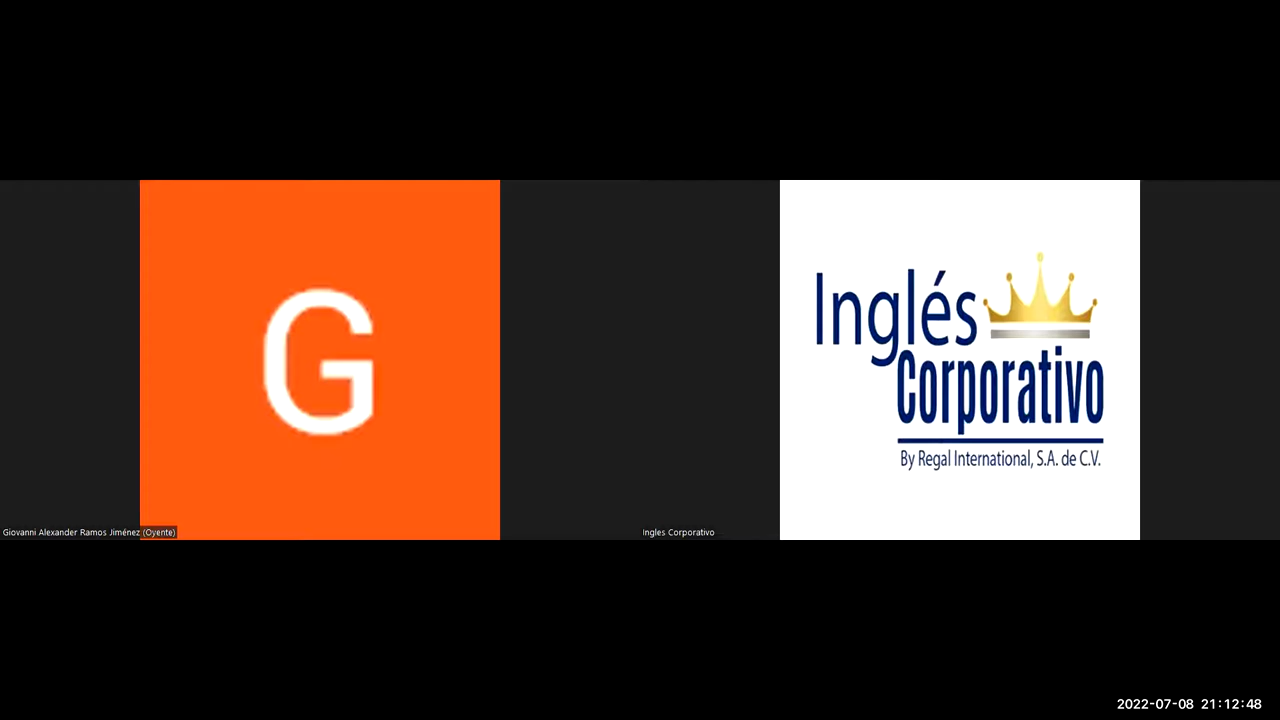 G
Inglés
Corporativo
By Regal International, S.A. de C.V.
Giovanni Alexander Ramos Jiménez (Oyente)
Ingles Corporativo
2022-07-08 21:12:48